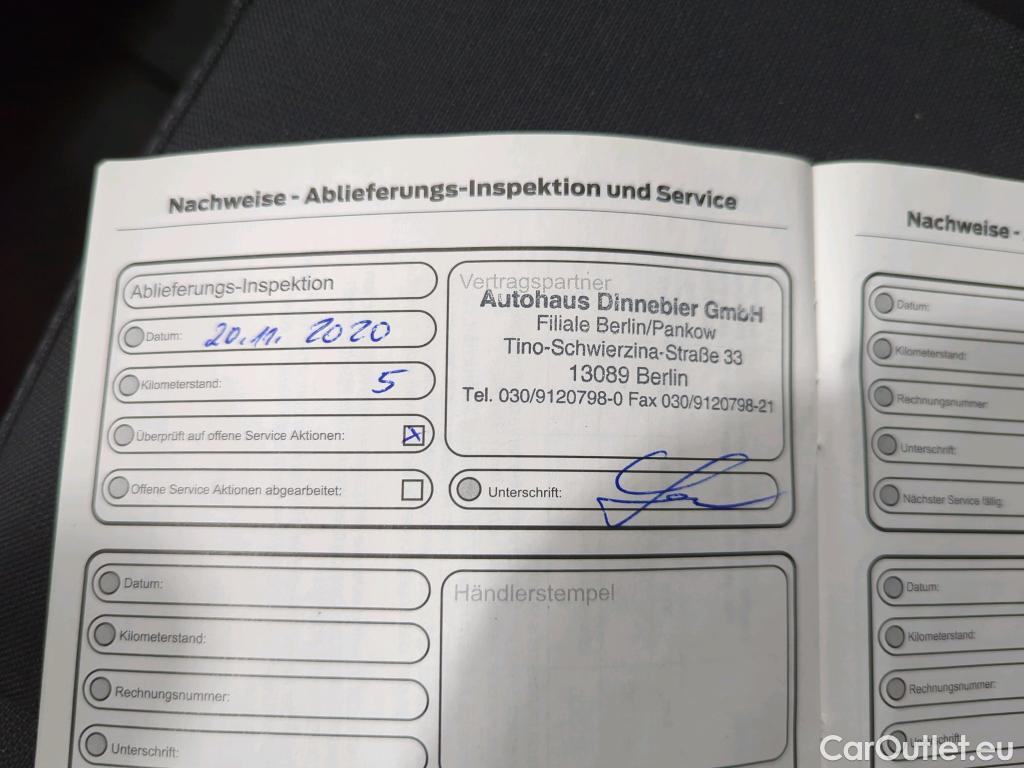 Nachweise - Ablieferungs-Inspektion und Service
Ablieferungs-Inspektion
Datum: 20.11. 2020
Kilometerstand: 5
Überprüft auf offene Service Aktionen:
Offene Service Aktionen abgearbeitet:
Vertragspartner
Autohaus Dinnebier GmbH
Filiale Berlin/Pankow
Tino-Schwierzina-Straße 33
13089 Berlin
Tel. 030/9120798-0 Fax 030/9120798-21
Unterschrift:
Datum:
Kilometerstand:
Rechnungsnummer:
Unterschrift:
Händlerstempel
Nachweise -
Datum:
Kilometerstand:
Rechnungsnummer:
Unterschrift:
Nächster Service fällig:
Datum:
Kilometerstand:
Rechnungsnummer:
Unterschrift:
CarOutlet.eu